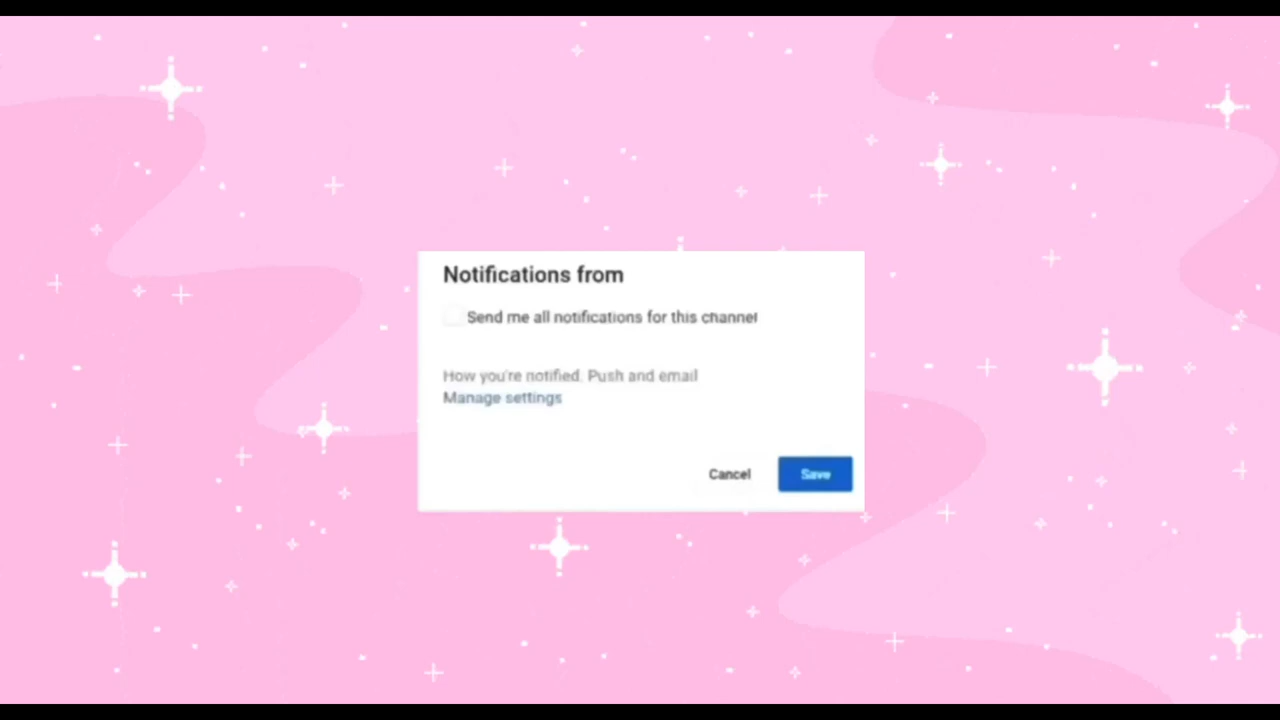 Notifications from
Send me all notifications for this channel
How you're notified. Push and email
Manage settings
Cancel
Save